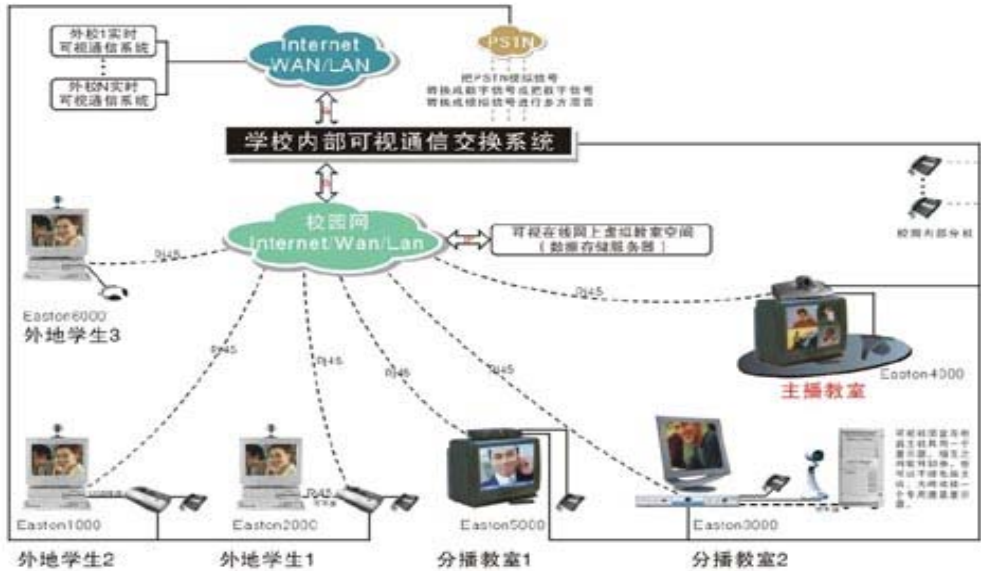 外校1实时
可视通信系统
外校N实时
可视通信系统
Internet
WAN/LAN
PSTN
把PSTN模拟信号
转换成数字信号或把数字信号
转换成模拟信号进行多方混音
学校内部可视通信交换系统
校园网
Internet/Wan/Lan
可视在线网上虚拟教室空间
（数据存储服务器）
校园内部分机
Rj45
Rj45
Easton6000
外地学生3
Rj45
Rj45
Rj45
Rj45
Easton4000
主播教室
Rj45
Easton1000
Easton2000
Easton5000
Easton3000
外地学生2
外地学生1
分播教室1
分播教室2